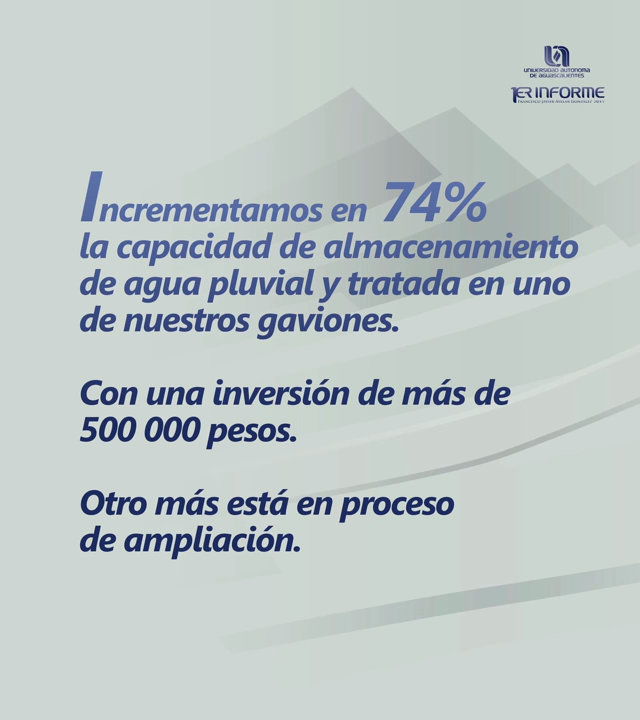 UNIVERSIDAD AUTONOMA
DE AGUASCALIENTES
1ER INFORME
Incrementamos en 74%
la capacidad de almacenamiento
de agua pluvial y tratada en uno
de nuestros gaviones.
Con una inversión de más de
500 000 pesos.
Otro más está en proceso
de ampliación.